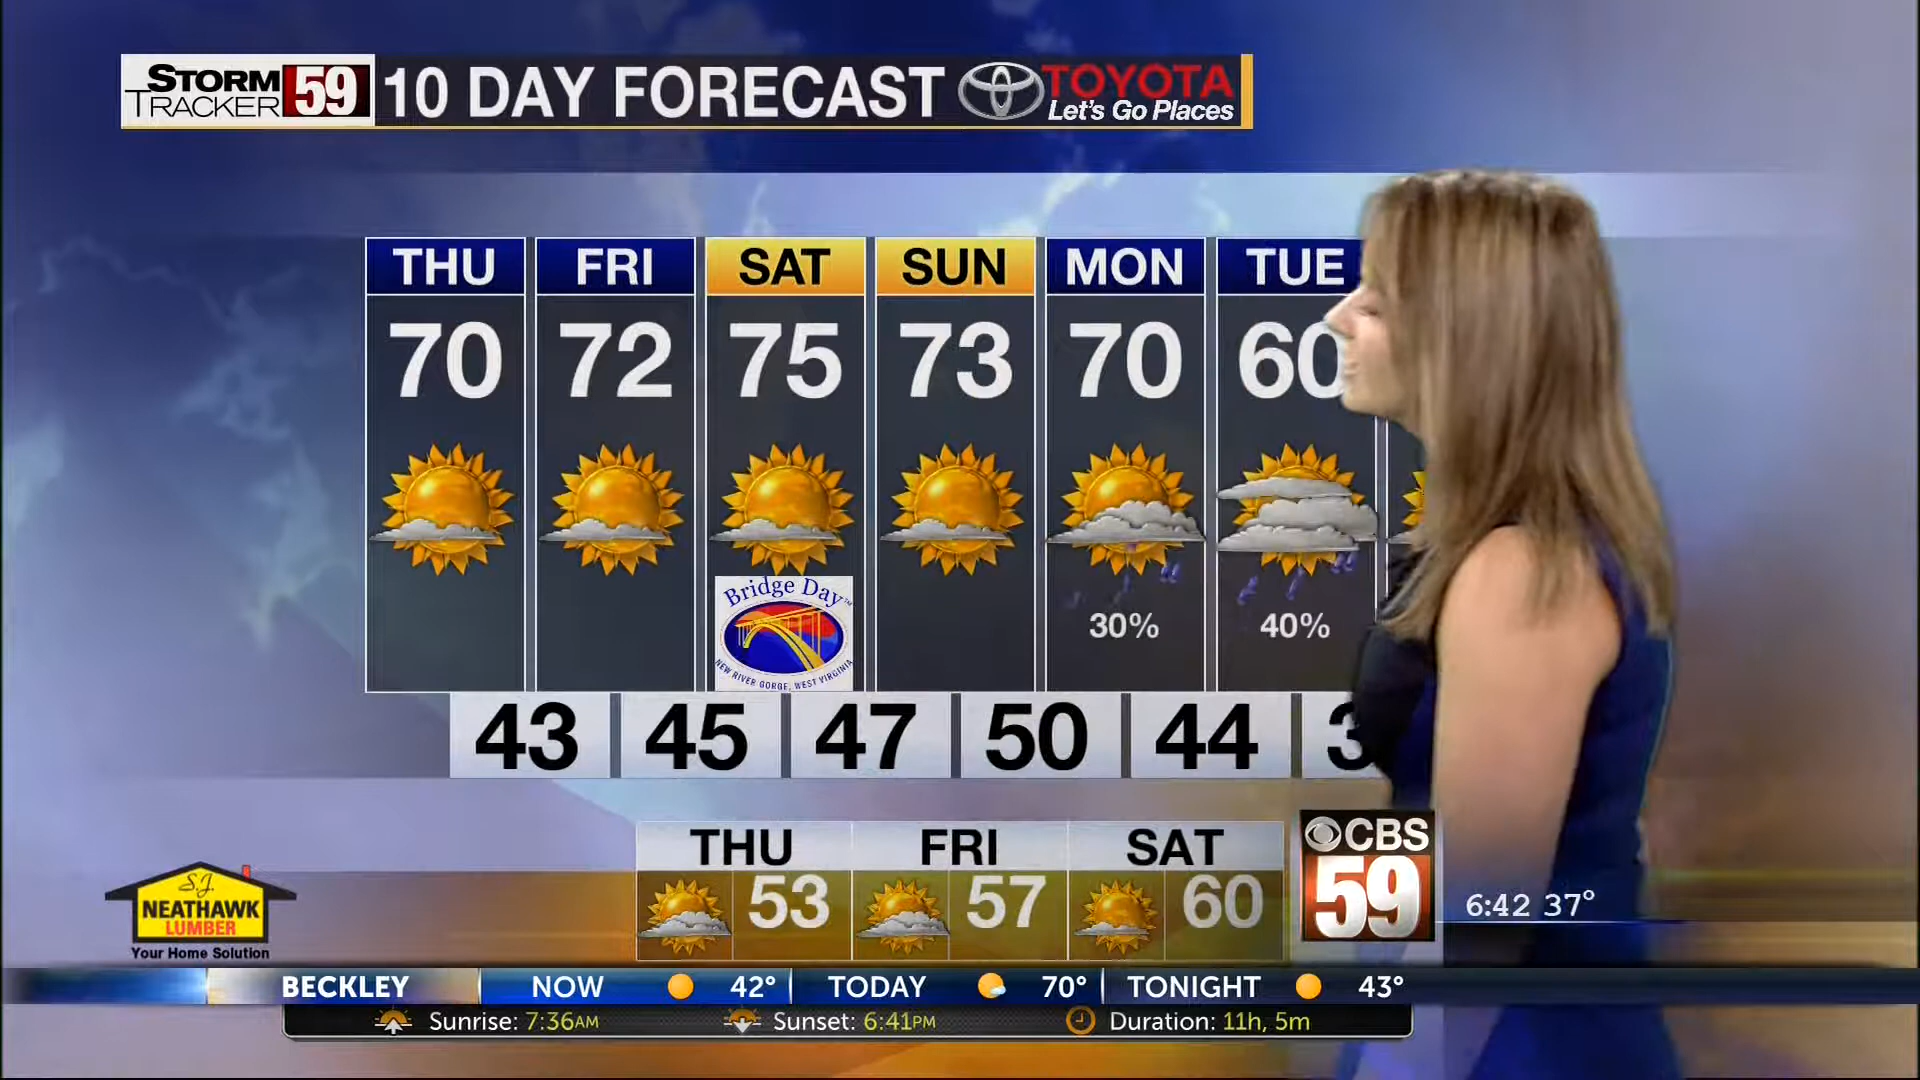 STORM TRACKER 59 10 DAY FORECAST TOYOTA
Let's Go Places
THU FRI SAT SUN MON TUE
70 72 75 73 70 60
Bridge Day™
NEW RIVER GORGE, WEST VIRGINIA
30% 40%
43 45 47 50 44
THU FRI SAT
53 57 60
CBS
59
6:42 37°
S.J.
NEATHAWK
LUMBER
Your Home Solution
BECKLEY NOW 42° TODAY 70° TONIGHT 43°
Sunrise: 7:36AM Sunset: 6:41PM Duration: 11h, 5m